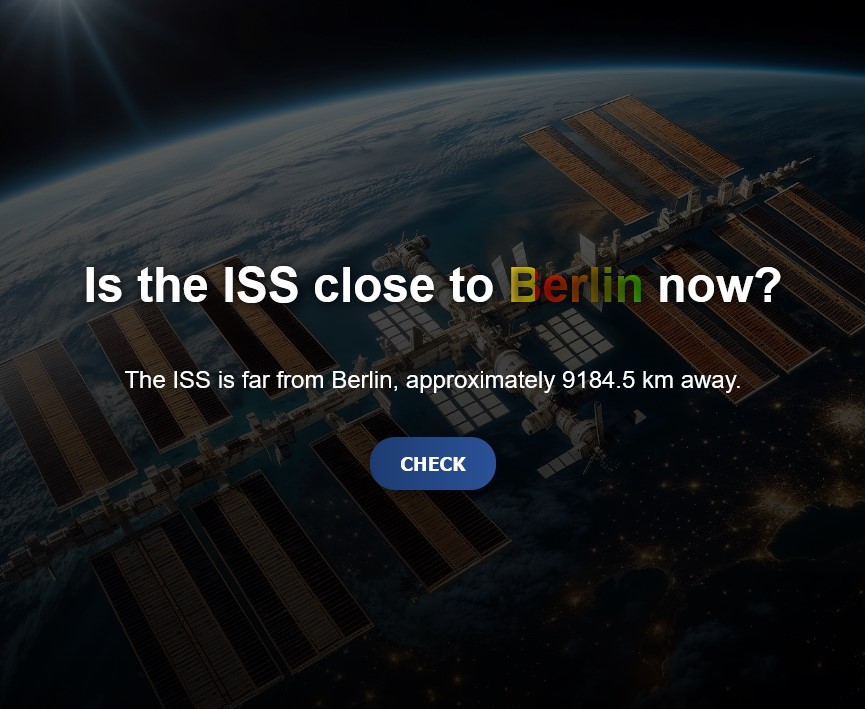 Is the ISS close to Berlin now?
The ISS is far from Berlin, approximately 9184.5 km away.
CHECK